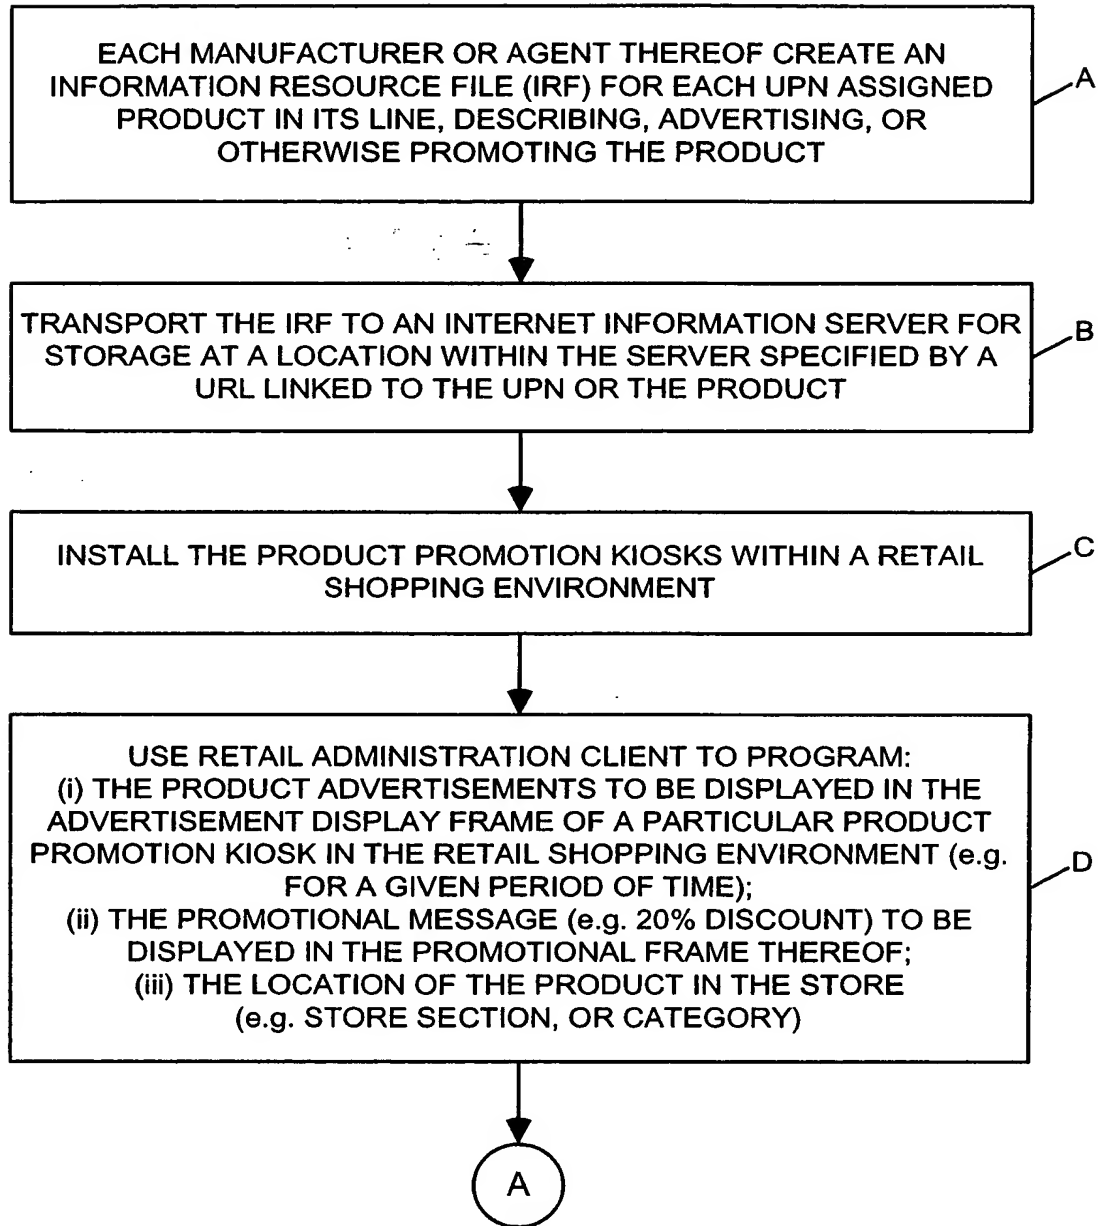 EACH MANUFACTURER OR AGENT THEREOF CREATE AN
INFORMATION RESOURCE FILE (IRF) FOR EACH UPN ASSIGNED
PRODUCT IN ITS LINE, DESCRIBING, ADVERTISING, OR
OTHERWISE PROMOTING THE PRODUCT
A
TRANSPORT THE IRF TO AN INTERNET INFORMATION SERVER FOR
STORAGE AT A LOCATION WITHIN THE SERVER SPECIFIED BY A
URL LINKED TO THE UPN OR THE PRODUCT
B
INSTALL THE PRODUCT PROMOTION KIOSKS WITHIN A RETAIL
SHOPPING ENVIRONMENT
C
USE RETAIL ADMINISTRATION CLIENT TO PROGRAM:
(i) THE PRODUCT ADVERTISEMENTS TO BE DISPLAYED IN THE
ADVERTISEMENT DISPLAY FRAME OF A PARTICULAR PRODUCT
PROMOTION KIOSK IN THE RETAIL SHOPPING ENVIRONMENT (e.g.
FOR A GIVEN PERIOD OF TIME);
(ii) THE PROMOTIONAL MESSAGE (e.g. 20% DISCOUNT) TO BE
DISPLAYED IN THE PROMOTIONAL FRAME THEREOF;
(iii) THE LOCATION OF THE PRODUCT IN THE STORE
(e.g. STORE SECTION, OR CATEGORY)
D
A